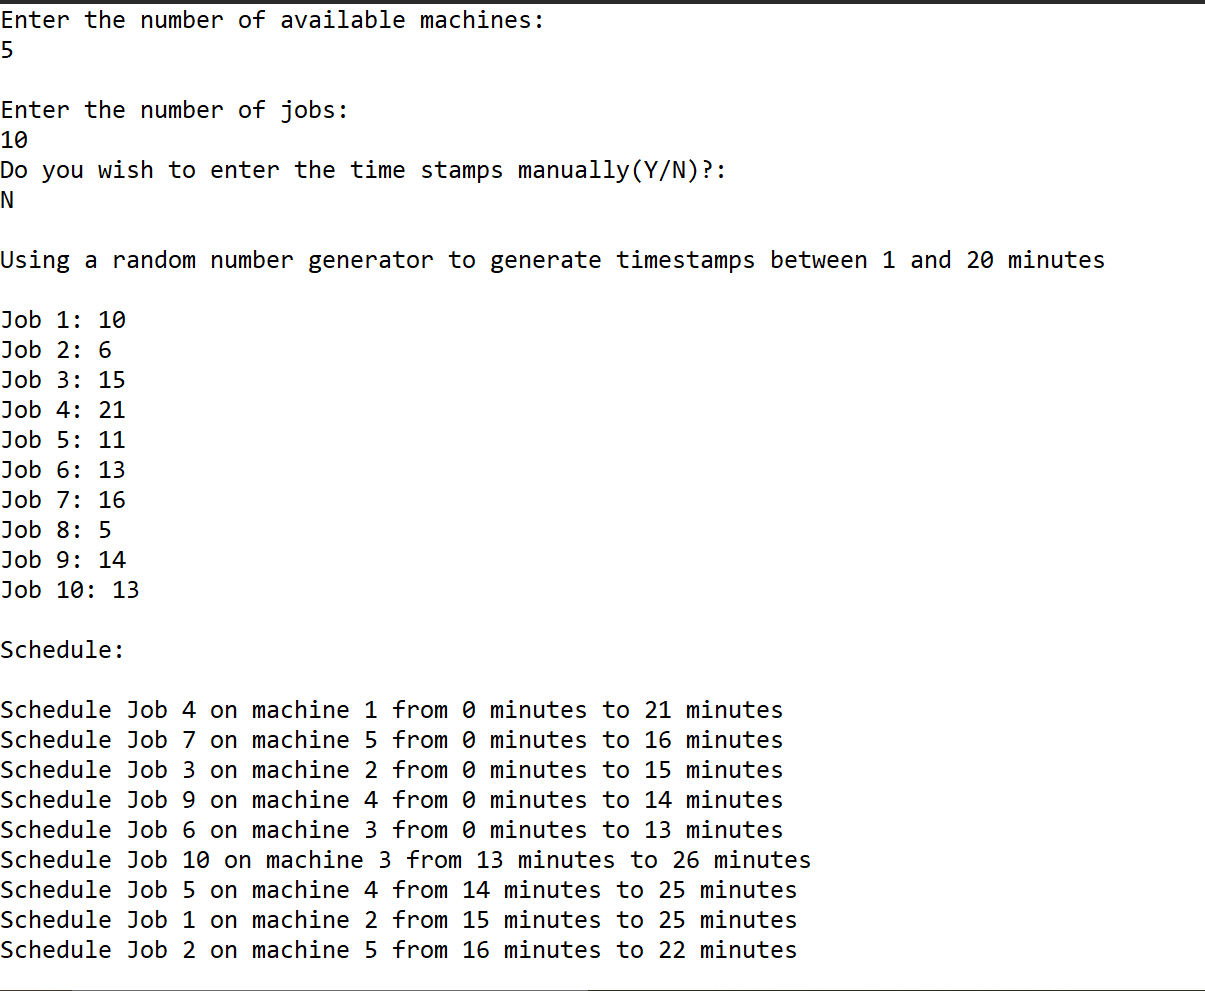 Enter the number of available machines:
5
Enter the number of jobs:
10
Do you wish to enter the time stamps manually(Y/N)?:
N
Using a random number generator to generate timestamps between 1 and 20 minutes
Job 1: 10
Job 2: 6
Job 3: 15
Job 4: 21
Job 5: 11
Job 6: 13
Job 7: 16
Job 8: 5
Job 9: 14
Job 10: 13
Schedule:
Schedule Job 4 on machine 1 from 0 minutes to 21 minutes
Schedule Job 7 on machine 5 from 0 minutes to 16 minutes
Schedule Job 3 on machine 2 from 0 minutes to 15 minutes
Schedule Job 9 on machine 4 from 0 minutes to 14 minutes
Schedule Job 6 on machine 3 from 0 minutes to 13 minutes
Schedule Job 10 on machine 3 from 13 minutes to 26 minutes
Schedule Job 5 on machine 4 from 14 minutes to 25 minutes
Schedule Job 1 on machine 2 from 15 minutes to 25 minutes
Schedule Job 2 on machine 5 from 16 minutes to 22 minutes